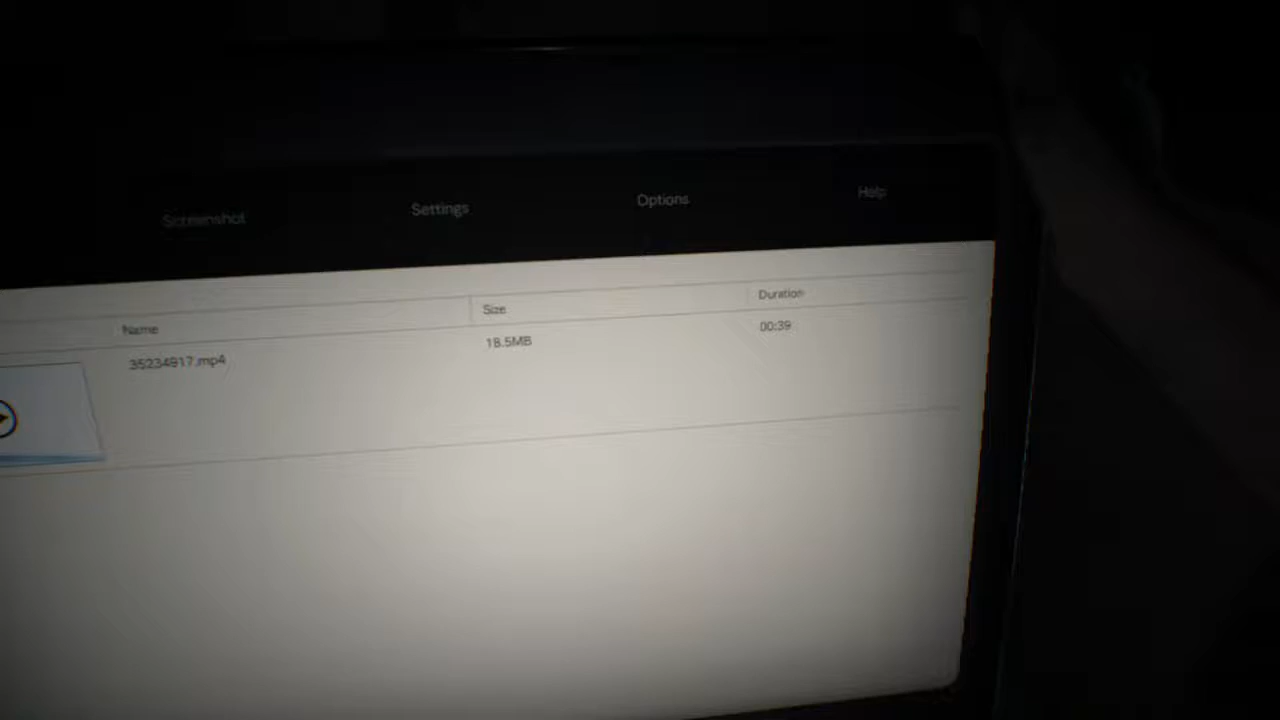 Screenshot Settings Options Help
Name Size Duration
35234917.mp4 18.5MB 00:39